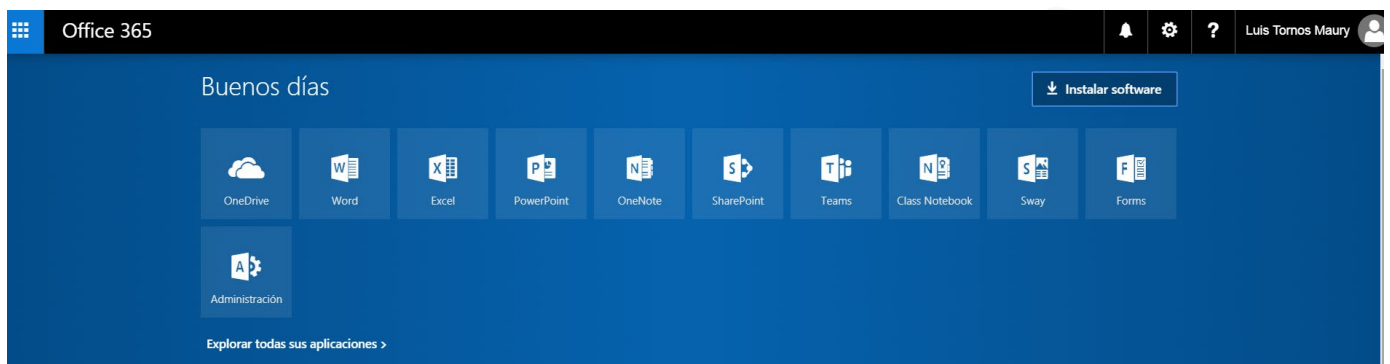 Office 365
? Luis Tornos Maury
Buenos días
Instalar software
OneDrive Word Excel PowerPoint OneNote SharePoint Teams Class Notebook Sway Forms
Administración
Explorar todas sus aplicaciones >